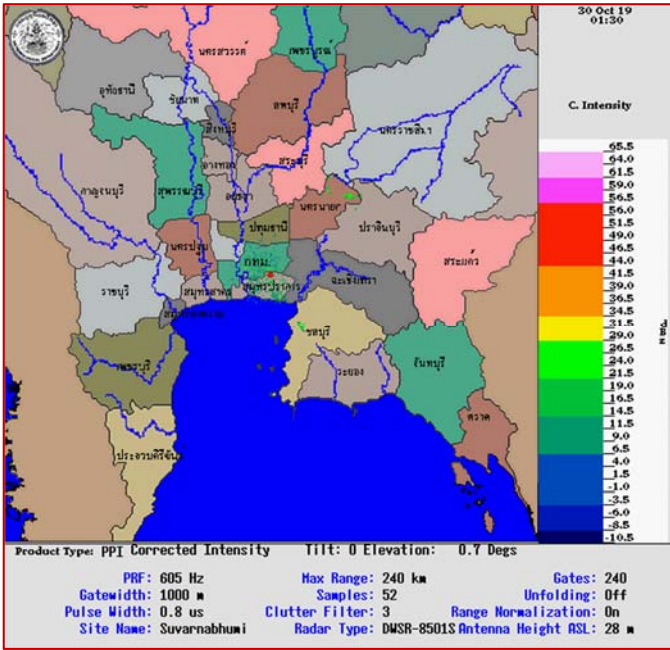 30 Oct 19
01:30
C. Intensity
65.5
64.0
61.5
59.0
56.5
56.0
51.5
49.0
46.5
44.0
41.5
39.0
36.5
34.0
31.5
29.0
26.5
24.0
21.5
19.0
16.5
14.0
11.5
9.0
6.5
4.0
1.5
-1.0
-3.5
-6.0
-8.5
-10.5
นครสวรรค์
เพชรบูรณ์
อุทัยธานี
ชัยนาท
ลพบุรี
สิงห์บุรี
นครราชสีมา
อ่างทอง
สระบุรี
กาญจนบุรี
สุพรรณบุรี
อยุธยา
นครนายก
ปทุมธานี
ปราจีนบุรี
นครปฐม
กทม.
สระแก้ว
ราชบุรี
สมุทรสาคร
สมุทรปราการ
ฉะเชิงเทรา
ชลบุรี
เพชรบุรี
ระยอง
จันทบุรี
ตราด
ประจวบคีรีขันธ์
Product Type: PPI Corrected Intensity Tilt: 0 Elevation: 0.7 Degs
PRF: 605 Hz Max Range: 240 km Gates: 240
Gatewidth: 1000 m Samples: 52 Unfolding: Off
Pulse Width: 0.8 us Clutter Filter: 3 Range Normalization: On
Site Name: Suvarnabhumi Radar Type: DWSR-8501S Antenna Height ASL: 28 m